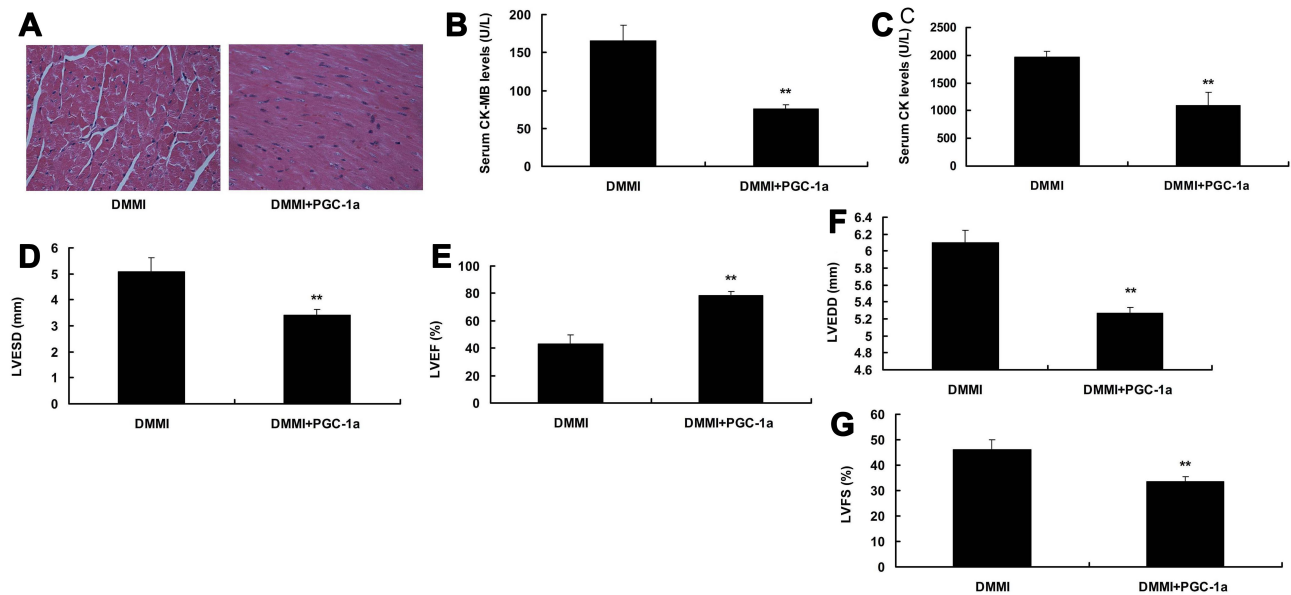 A
DMMI
DMMI+PGC-1a
B
Serum CK-MB levels (U/L)
200
150
100
50
0
**
DMMI
DMMI+PGC-1a
C
C
Serum CK levels (U/L)
2500
2000
1500
1000
500
0
**
DMMI
DMMI+PGC-1a
D
LVESD (mm)
6
5
4
3
2
1
0
**
DMMI
DMMI+PGC-1a
E
LVEF (%)
100
80
60
40
20
0
**
DMMI
DMMI+PGC-1a
F
LVEDD (mm)
6.4
6.2
6
5.8
5.6
5.4
5.2
5
4.8
4.6
**
DMMI
DMMI+PGC-1a
G
LVFS (%)
60
50
40
30
20
10
0
**
DMMI
DMMI+PGC-1a